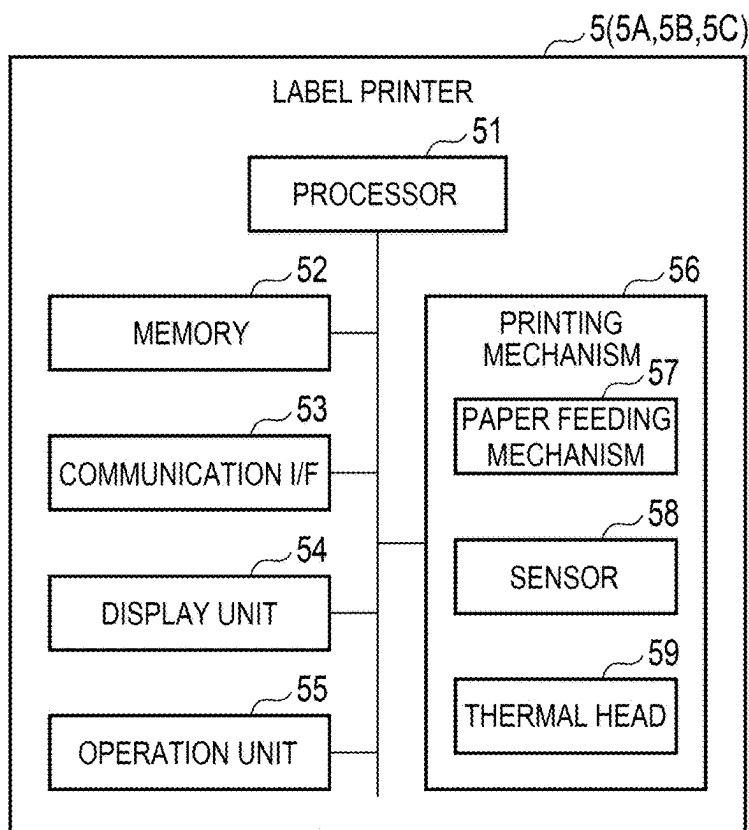 5(5A,5B,5C)
LABEL PRINTER
51
PROCESSOR
52
MEMORY
53
COMMUNICATION I/F
54
DISPLAY UNIT
55
OPERATION UNIT
56
PRINTING
MECHANISM
57
PAPER FEEDING
MECHANISM
58
SENSOR
59
THERMAL HEAD